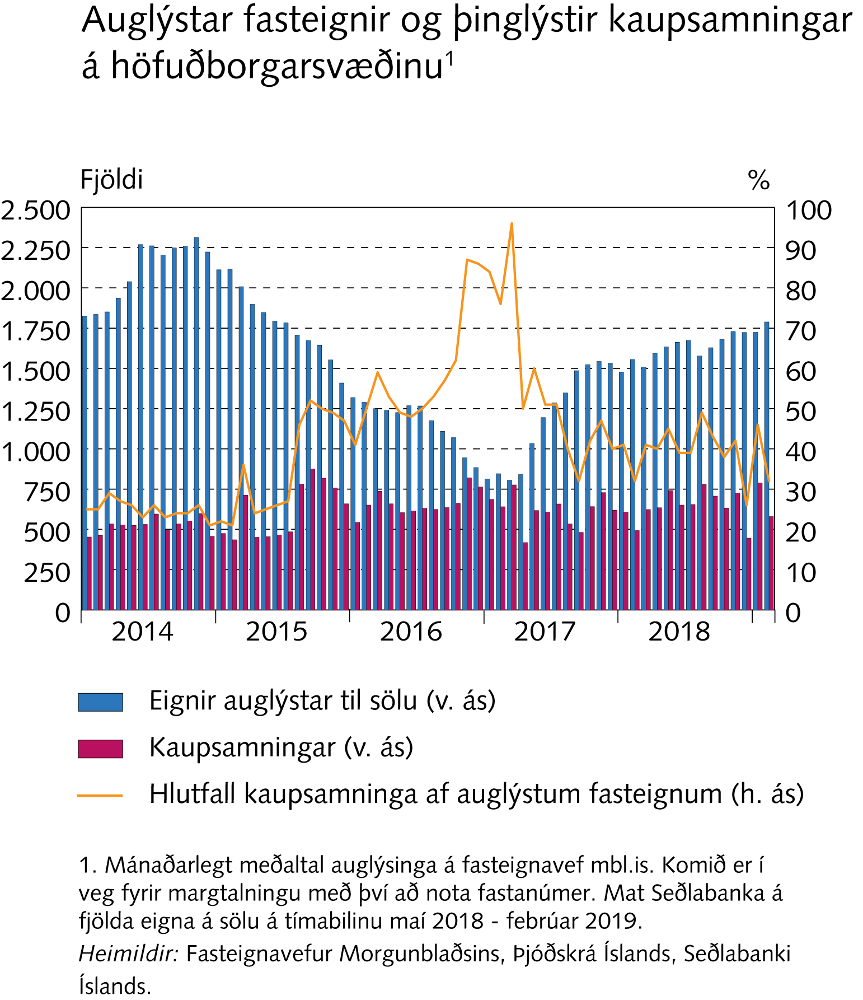 Auglýstar fasteignir og þinglýstir kaupsamningar
á höfuðborgarsvæðinu¹
Fjöldi %
2.500 100
2.250 90
2.000 80
1.750 70
1.500 60
1.250 50
1.000 40
750 30
500 20
250 10
0 0
2014 2015 2016 2017 2018
Eignir auglýstar til sölu (v. ás)
Kaupsamningar (v. ás)
Hlutfall kaupsamninga af auglýstum fasteignum (h. ás)
1. Mánaðarlegt meðaltal auglýsinga á fasteignavef mbl.is. Komið er í
veg fyrir margtalningu með því að nota fastanúmer. Mat Seðlabanka á
fjölda eigna á sölu á tímabilinu maí 2018 - febrúar 2019.
Heimildir: Fasteignavefur Morgunblaðsins, Þjóðskrá Íslands, Seðlabanki
Íslands.